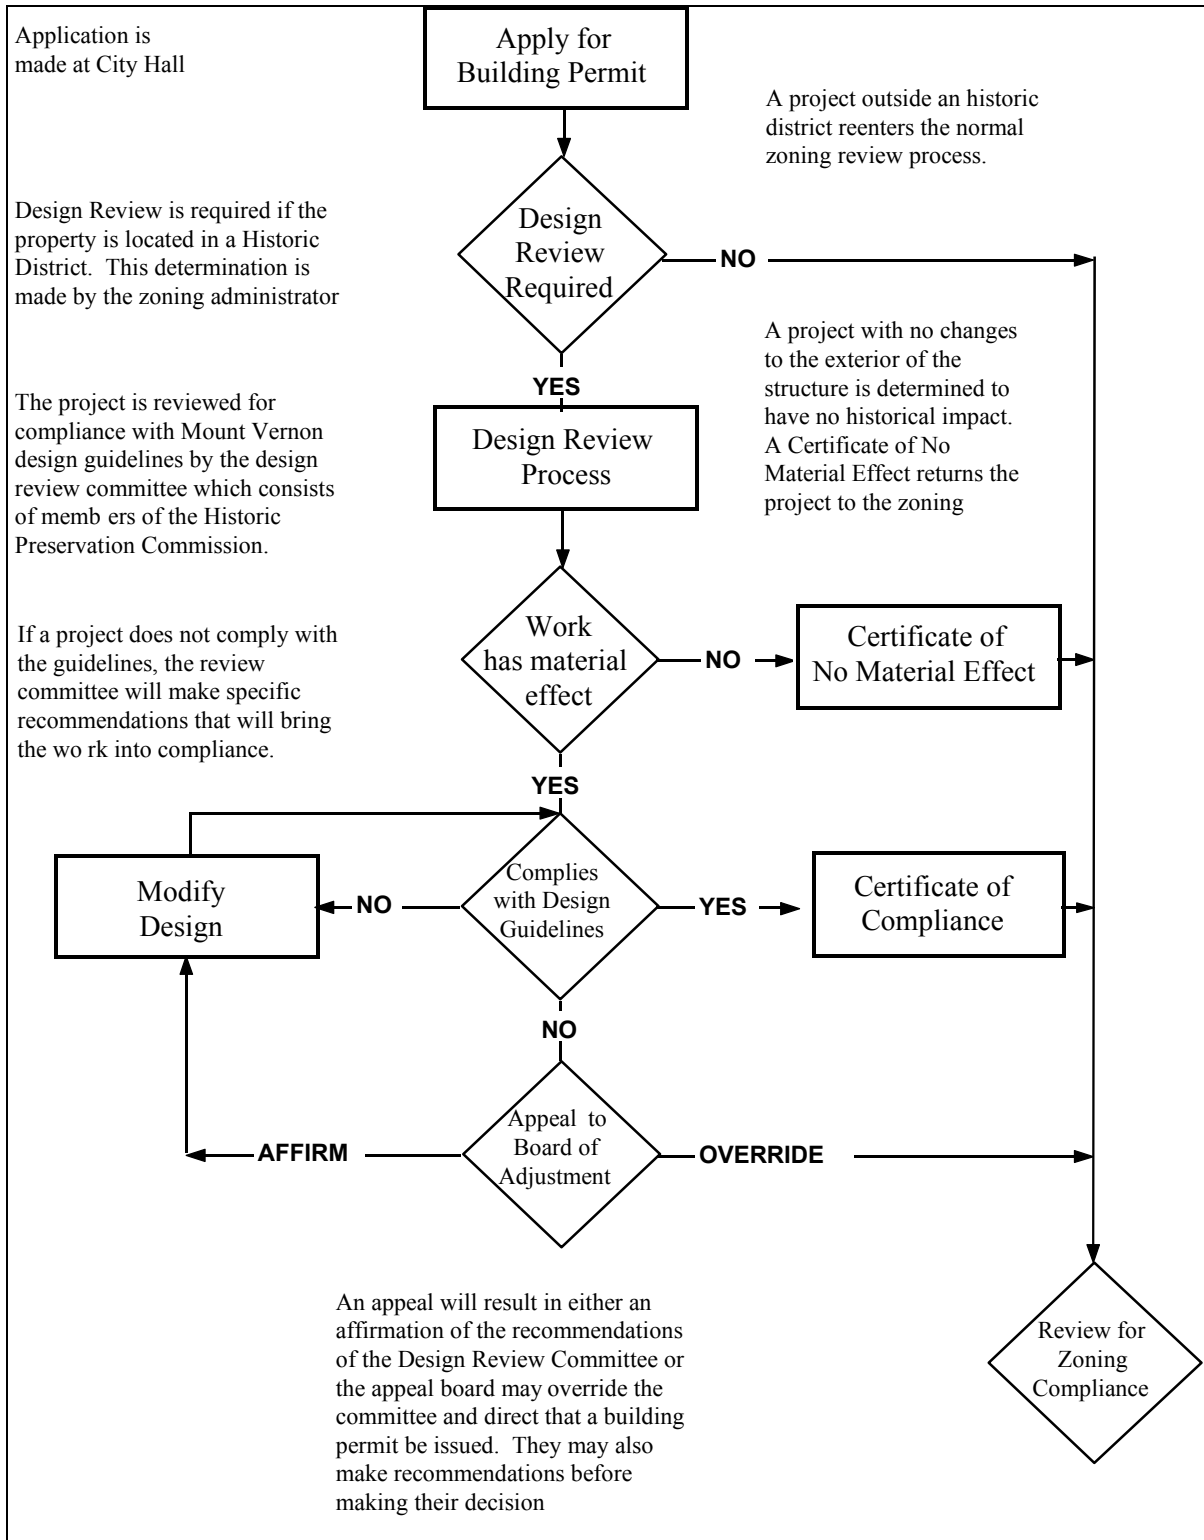 Application is
made at City Hall
Apply for
Building Permit
A project outside an historic
district reenters the normal
zoning review process.
Design Review is required if the
property is located in a Historic
District.  This determination is
made by the zoning administrator
Design
Review
Required
NO
YES
A project with no changes
to the exterior of the
structure is determined to
have no historical impact.
A Certificate of No
Material Effect returns the
project to the zoning
The project is reviewed for
compliance with Mount Vernon
design guidelines by the design
review committee which consists
of memb ers of the Historic
Preservation Commission.
Design Review
Process
If a project does not comply with
the guidelines, the review
committee will make specific
recommendations that will bring
the wo rk into compliance.
Work
has material
effect
NO
Certificate of
No Material Effect
YES
Modify
Design
NO
Complies
with Design
Guidelines
YES
Certificate of
Compliance
NO
AFFIRM
Appeal  to
Board of
Adjustment
OVERRIDE
An appeal will result in either an
affirmation of the recommendations
of the Design Review Committee or
the appeal board may override the
committee and direct that a building
permit be issued.  They may also
make recommendations before
making their decision
Review for
Zoning
Compliance